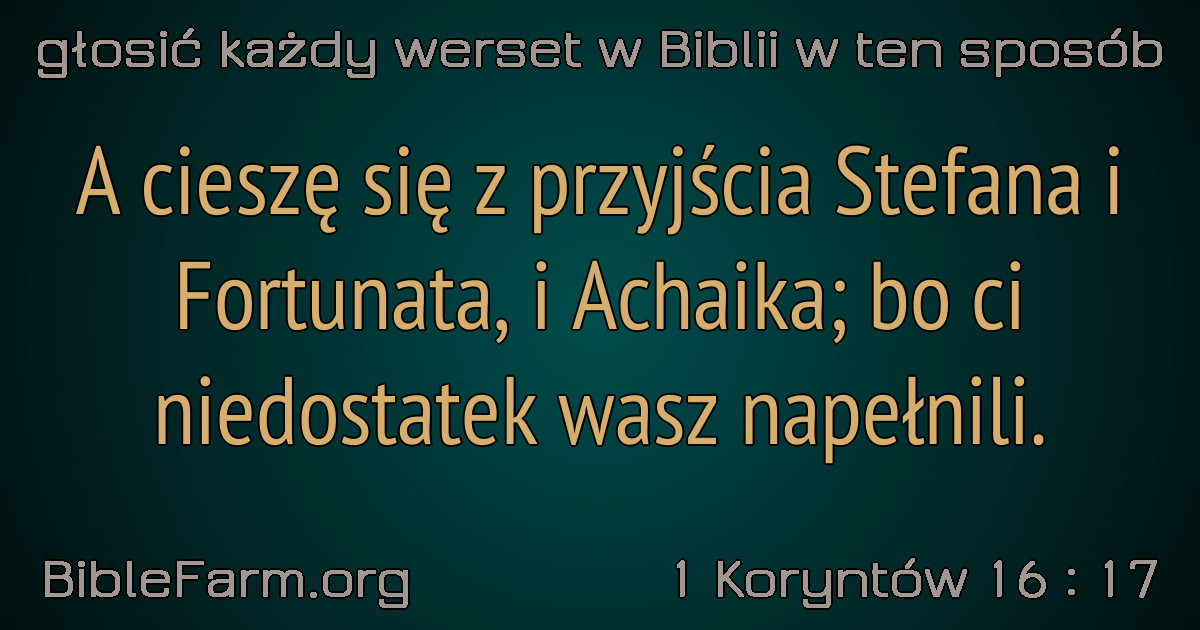 głosić każdy werset w Biblii w ten sposób
A cieszę się z przyjścia Stefana i
Fortunata, i Achaika; bo ci
niedostatek wasz napełnili.
BibleFarm.org
1 Koryntów 16 : 17